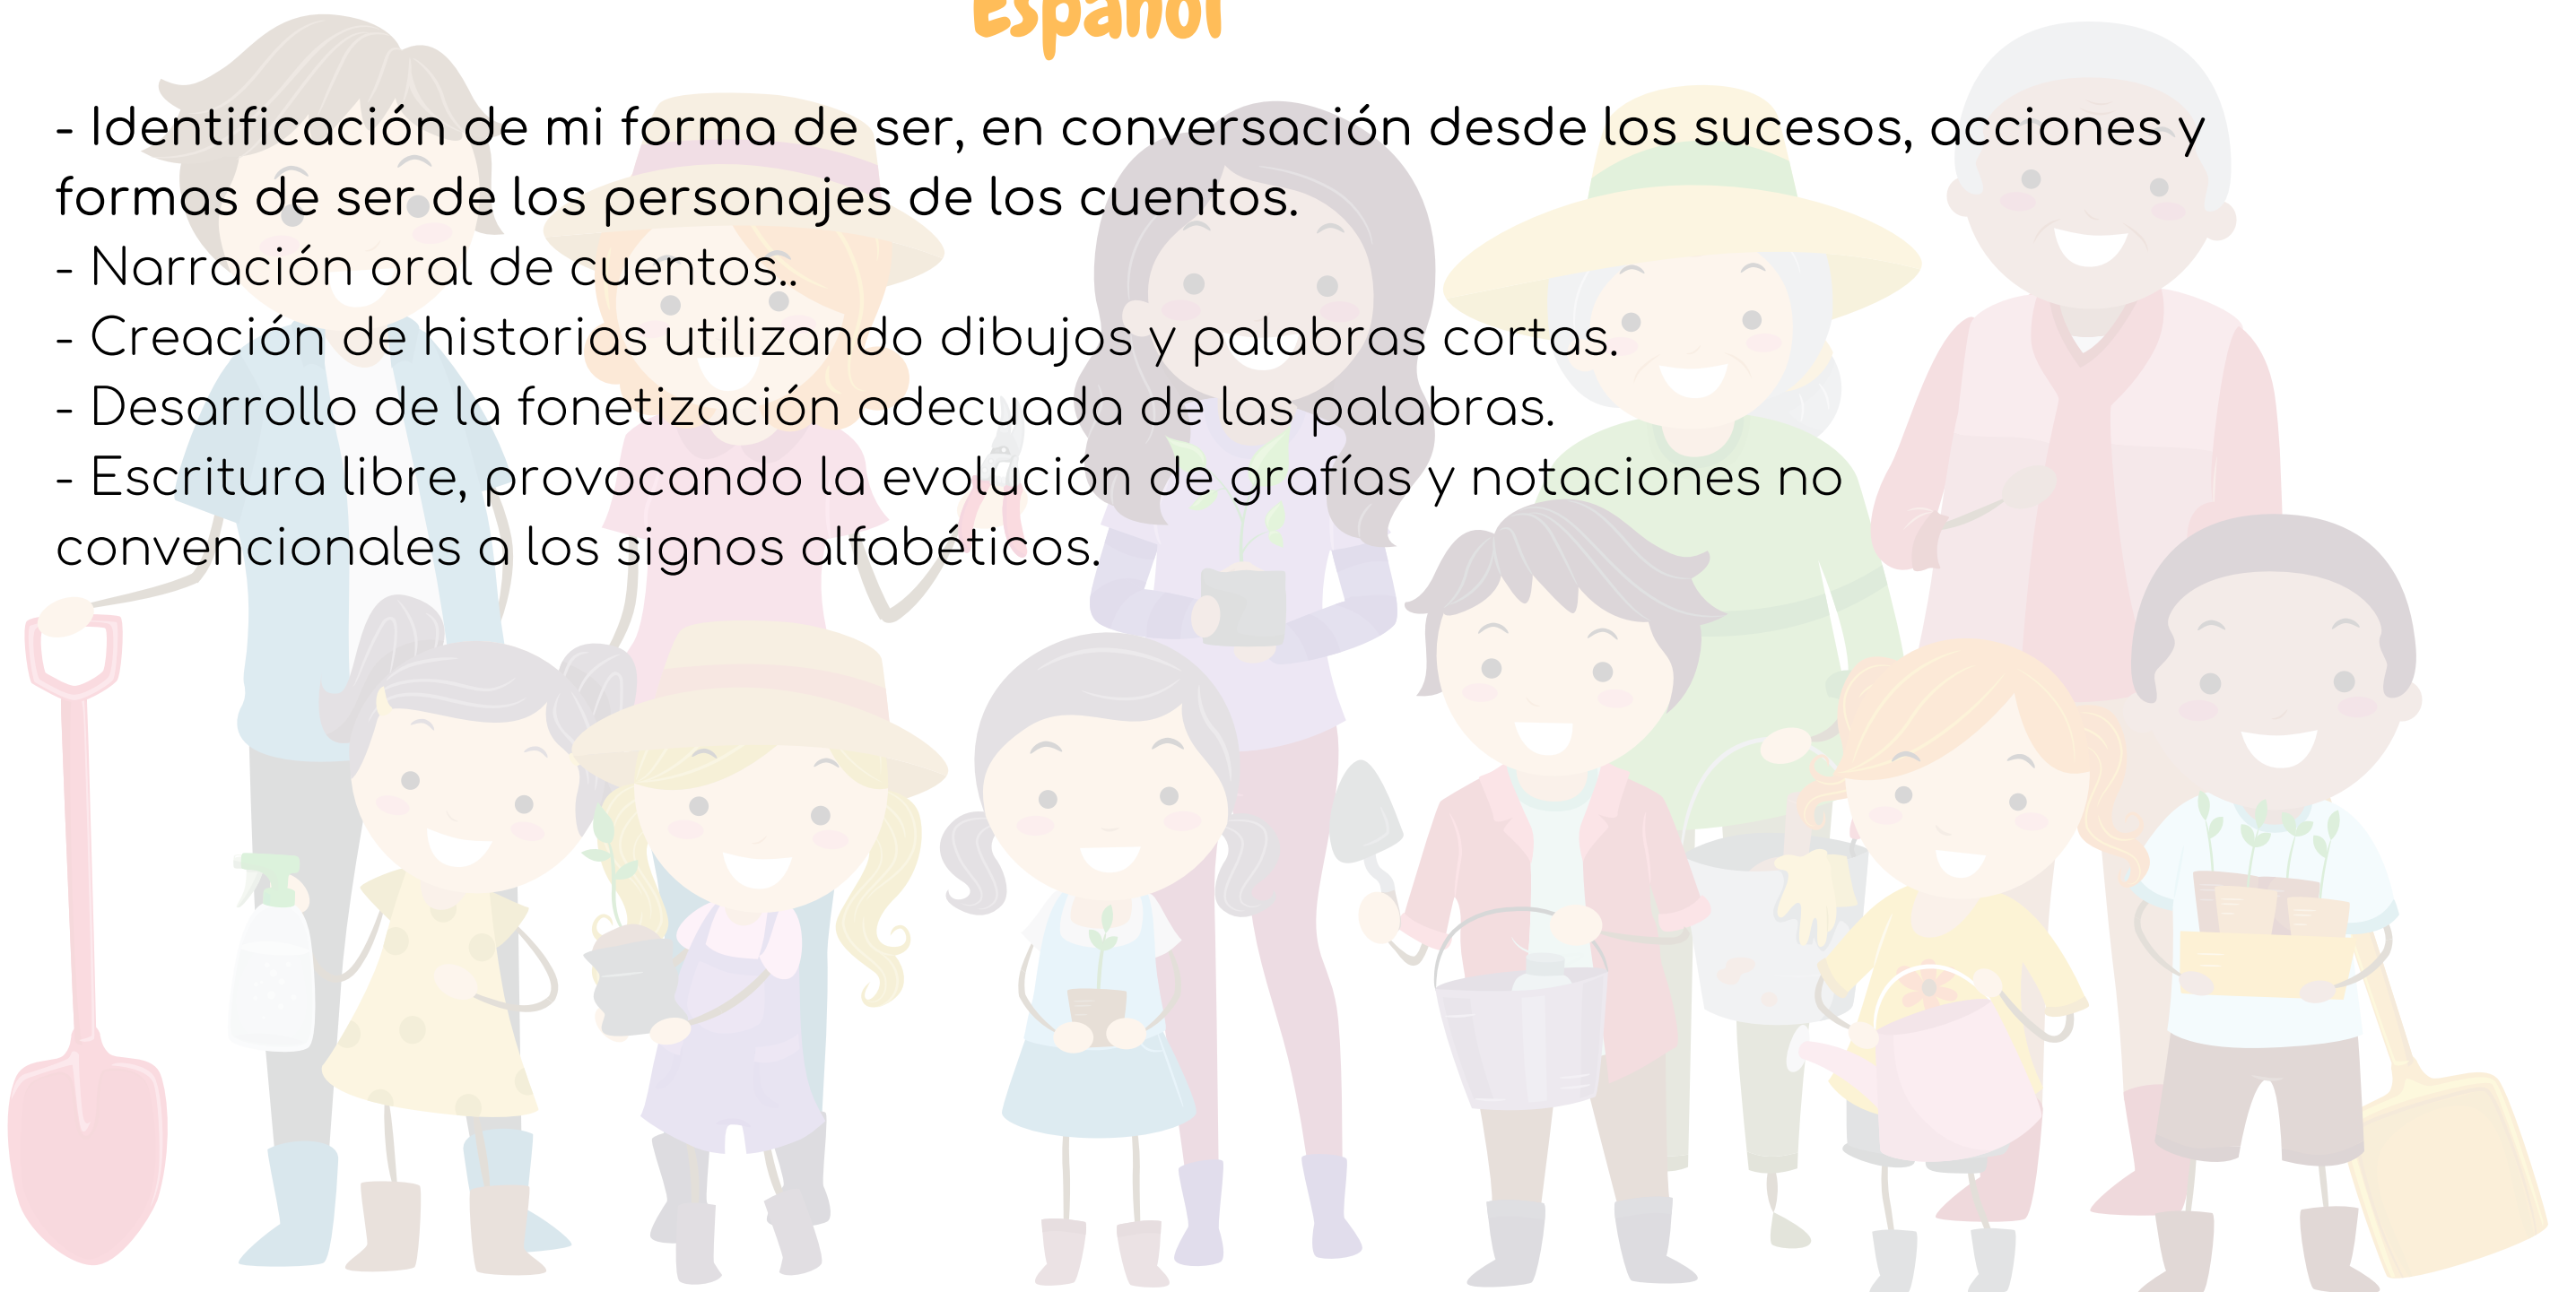 Español
- Identificación de mi forma de ser, en conversación desde los sucesos, acciones y
formas de ser de los personajes de los cuentos.
- Narración oral de cuentos..
- Creación de historias utilizando dibujos y palabras cortas.
- Desarrollo de la fonetización adecuada de las palabras.
- Escritura libre, provocando la evolución de grafías y notaciones no
convencionales a los signos alfabéticos.